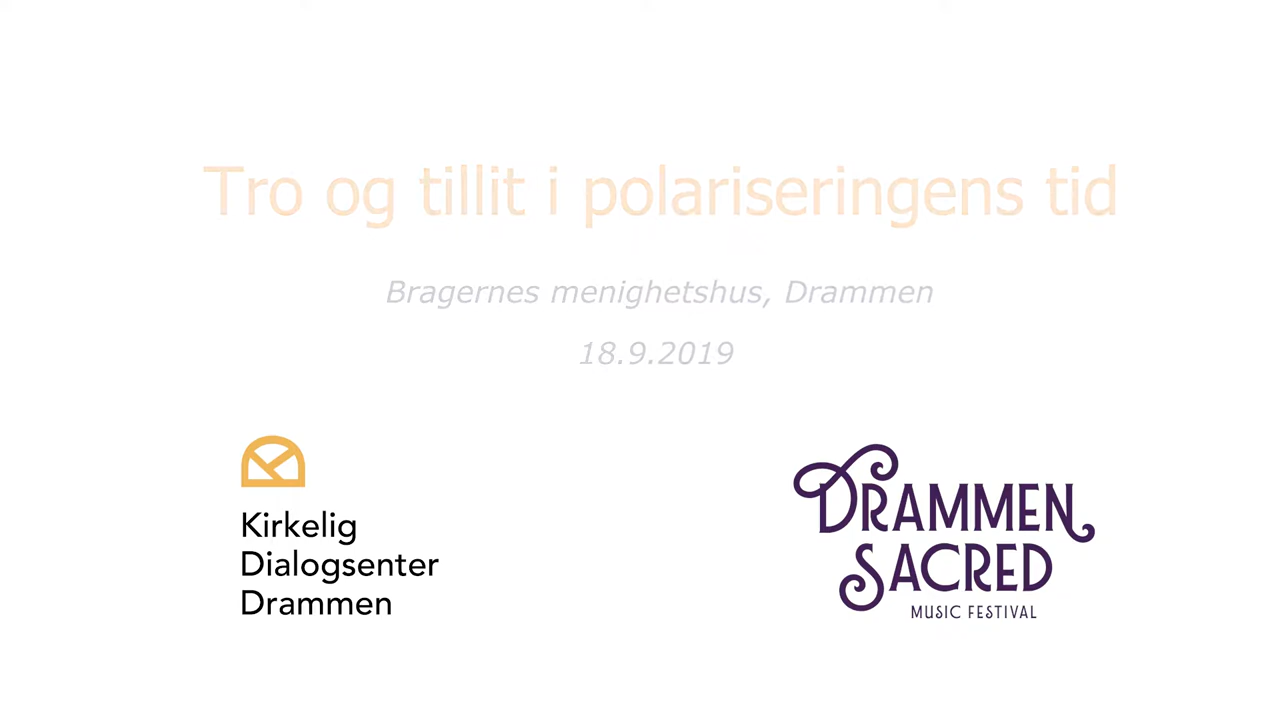 Tro og tillit i polariseringens tid
Bragernes menighetshus, Drammen
18.9.2019
Kirkelig
Dialogsenter
Drammen
DRAMMEN
SACRED
MUSIC FESTIVAL